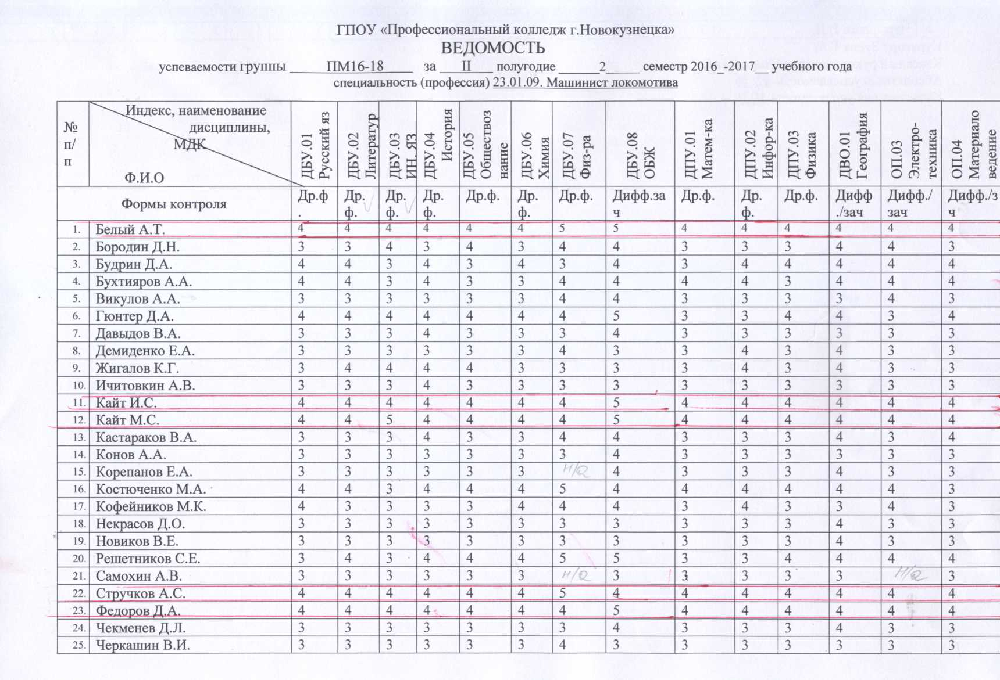 ГПОУ «Профессиональный колледж г.Новокузнецка»
ВЕДОМОСТЬ
успеваемости группы ПМ16-18 за II полугодие 2 семестр 2016_-2017__ учебного года
специальность (профессия) 23.01.09. Машинист локомотива
№ п/п Индекс, наименование дисциплины, МДК Ф.И.О ДБУ.01 Русский яз ДБУ.02 Литератур ДБУ.03 ИН. ЯЗ ДБУ.04 История ДБУ.05 Обществознание ДБУ.06 Химия ДБУ.07 Физ-ра ДБУ.08 ОБЖ ДПУ.01 Матем-ка ДПУ.02 Инфор-ка ДПУ.03 Физика ДВО.01 География ОП.03 Электро-техника ОП.04 Материаловедение
Формы контроля Др.ф. Др.ф. Др.ф. Др.ф. Др.ф. Др.ф. Др.ф. Дифф.зач Др.ф. Др.ф. Др.ф. Дифф./зач Дифф./зач Дифф./зч
1. Белый А.Т. 4 4 4 4 4 4 5 5 4 4 4 4 4 4
2. Бородин Д.Н. 3 3 4 3 4 3 4 4 3 3 3 4 4 3
3. Будрин Д.А. 4 4 3 4 3 4 3 4 3 4 4 4 4 4
4. Бухтияров А.А. 4 4 3 4 3 3 4 4 4 4 3 4 4 4
5. Викулов А.А. 3 3 3 3 3 3 4 4 3 3 3 3 4 3
6. Гюнтер Д.А. 4 4 4 4 4 4 4 5 3 3 4 4 3 4
7. Давыдов В.А. 3 3 3 4 3 3 3 4 3 3 3 3 3 3
8. Демиденко Е.А. 3 3 3 3 3 3 4 3 3 4 3 4 3 3
9. Жигалов К.Г. 3 4 4 4 4 3 3 3 3 4 3 4 3 3
10. Ичитовкин А.В. 3 3 3 4 3 3 3 3 3 3 3 3 3 3
11. Кайт И.С. 4 4 4 4 4 4 4 5 4 4 4 4 4 4
12. Кайт М.С. 4 4 5 4 4 4 4 5 4 4 4 4 4 4
13. Кастараков В.А. 3 3 3 4 3 3 4 4 3 3 3 4 3 4
14. Конов А.А. 3 3 3 3 3 3 3 4 3 3 3 3 3 3
15. Корепанов Е.А. 3 3 3 3 3 3 н/а 4 3 3 3 4 3 3
16. Костюченко М.А. 4 4 3 4 4 4 5 4 4 4 4 4 4 3
17. Кофейников М.К. 4 3 3 3 3 4 4 4 3 4 3 3 4 3
18. Некрасов Д.О. 3 3 3 3 3 3 3 3 3 3 3 4 3 3
19. Новиков В.Е. 3 3 3 3 3 3 3 3 3 3 3 4 3 3
20. Решетников С.Е. 3 4 3 4 4 4 5 5 3 3 4 4 4 4
21. Самохин А.В. 3 3 3 3 3 3 н/а 3 3 3 3 3 н/а 3
22. Стручков А.С. 4 4 4 4 4 4 5 4 4 4 4 4 4 4
23. Федоров Д.А. 4 4 4 4 4 4 4 5 4 4 4 4 4 4
24. Чекменев Д.Л. 3 3 3 3 3 3 3 4 3 3 3 4 3 3
25. Черкашин В.И. 3 3 3 3 3 3 4 3 3 3 3 3 3 3